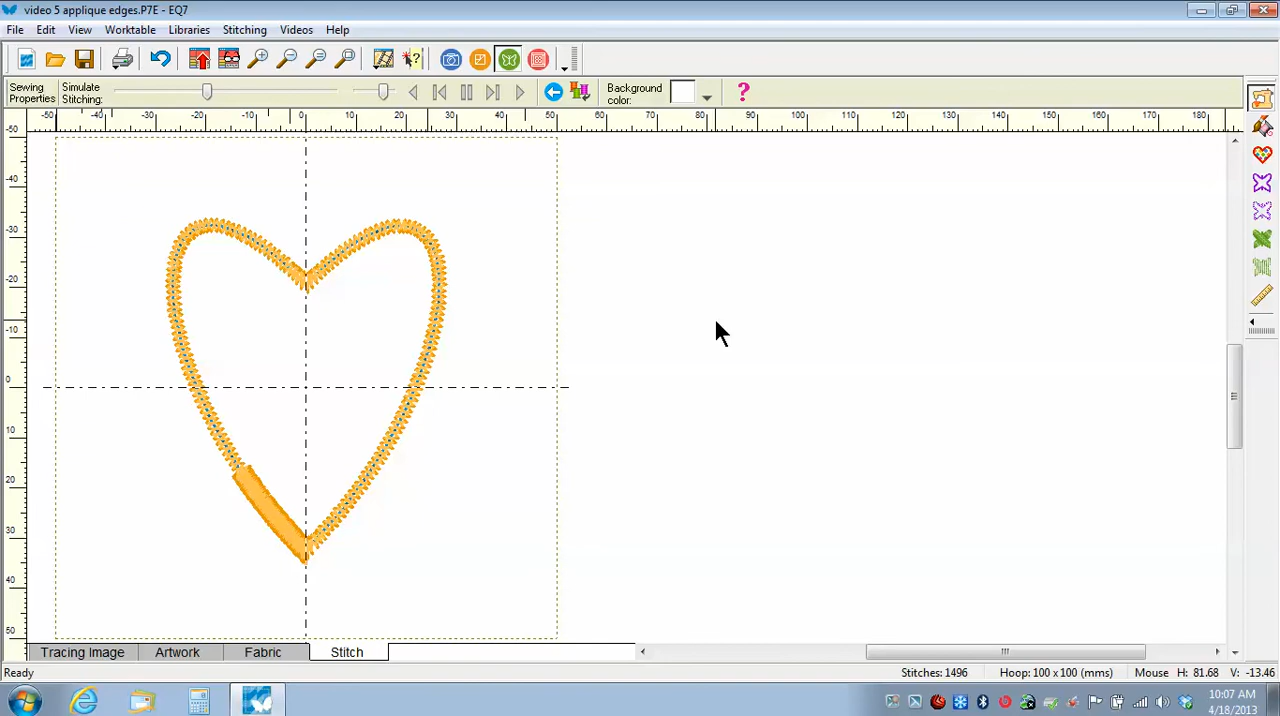 video 5 applique edges.P7E - EQ7
File Edit View Worktable Libraries Stitching Videos Help
Sewing Properties Simulate Stitching: Background color: ?
-50 -40 -30 -20 -10 0 10 20 30 40 50 60 70 80 90 100 110 120 130 140 150 160 170 180
-50
-40
-30
-20
-10
0
10
20
30
40
50
Tracing Image Artwork Fabric Stitch
Ready Stitches: 1496 Hoop: 100 x 100 (mms) Mouse H: 81.68 V: -13.46
10:07 AM
4/18/2013